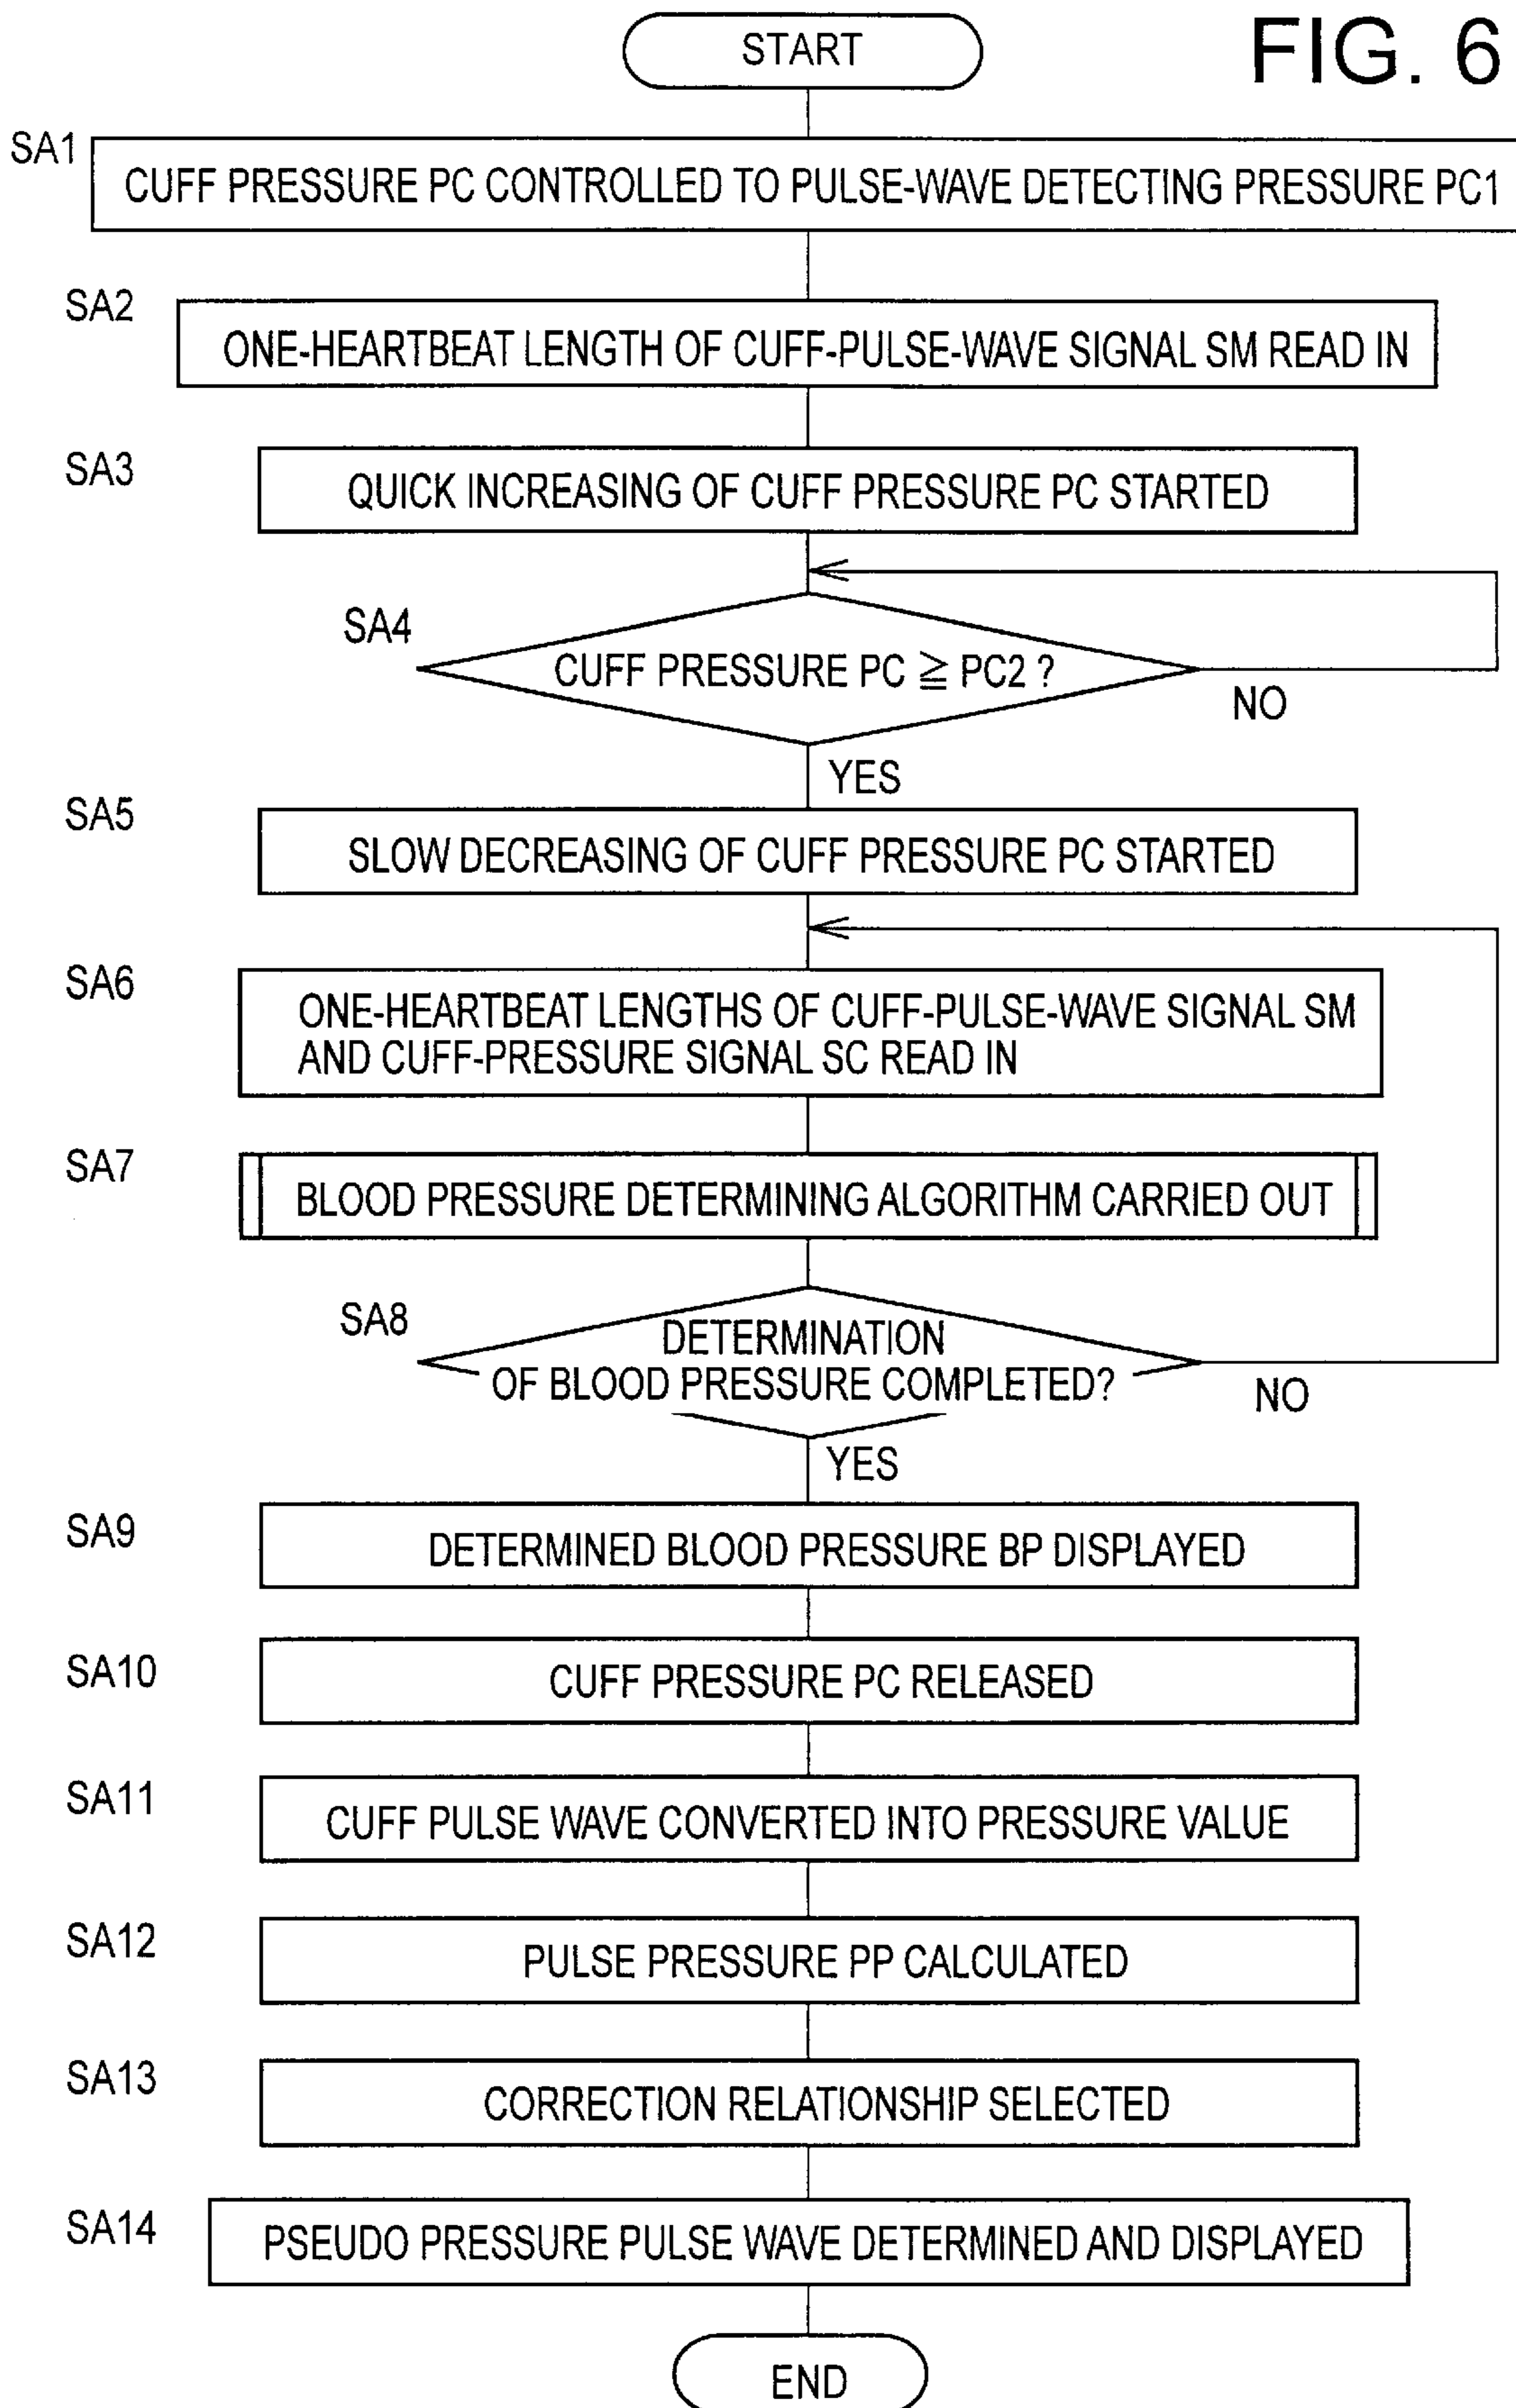 START
FIG. 6
SA1
CUFF PRESSURE PC CONTROLLED TO PULSE-WAVE DETECTING PRESSURE PC1
SA2
ONE-HEARTBEAT LENGTH OF CUFF-PULSE-WAVE SIGNAL SM READ IN
SA3
QUICK INCREASING OF CUFF PRESSURE PC STARTED
SA4
CUFF PRESSURE PC ≧ PC2 ?
NO
YES
SA5
SLOW DECREASING OF CUFF PRESSURE PC STARTED
SA6
ONE-HEARTBEAT LENGTHS OF CUFF-PULSE-WAVE SIGNAL SM
AND CUFF-PRESSURE SIGNAL SC READ IN
SA7
BLOOD PRESSURE DETERMINING ALGORITHM CARRIED OUT
SA8
DETERMINATION
OF BLOOD PRESSURE COMPLETED?
NO
YES
SA9
DETERMINED BLOOD PRESSURE BP DISPLAYED
SA10
CUFF PRESSURE PC RELEASED
SA11
CUFF PULSE WAVE CONVERTED INTO PRESSURE VALUE
SA12
PULSE PRESSURE PP CALCULATED
SA13
CORRECTION RELATIONSHIP SELECTED
SA14
PSEUDO PRESSURE PULSE WAVE DETERMINED AND DISPLAYED
END